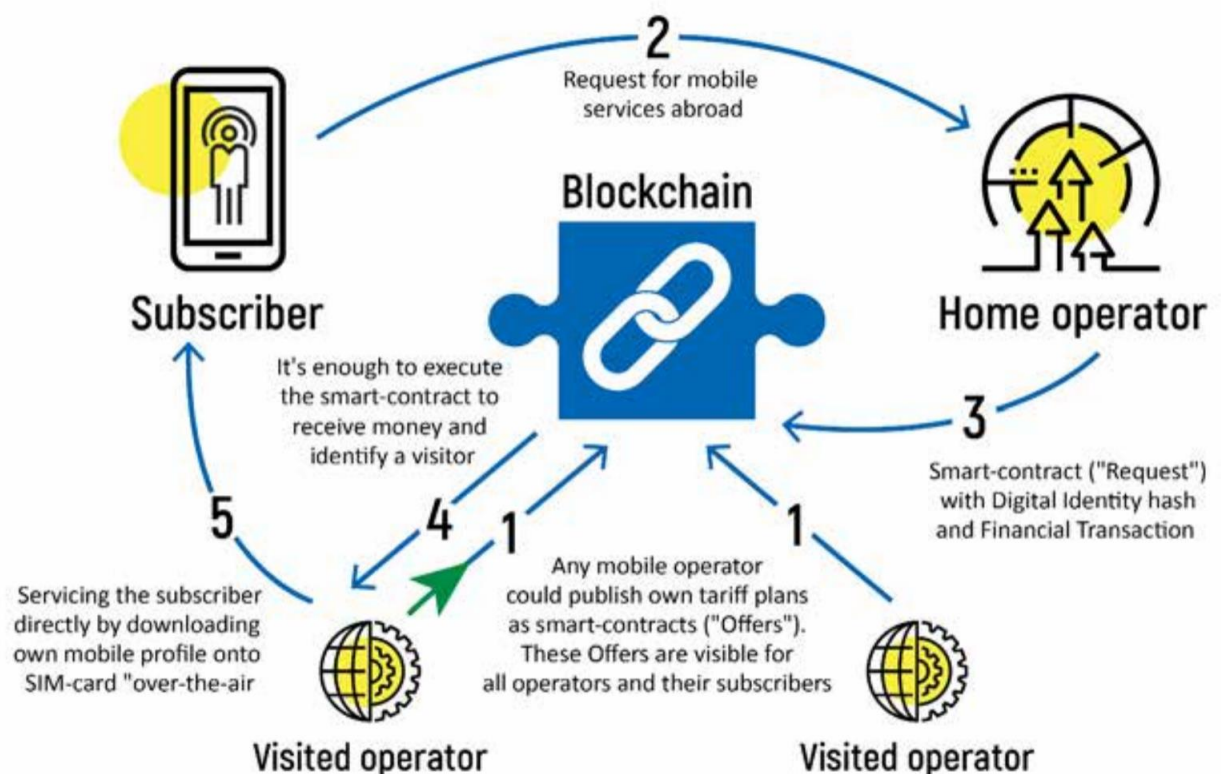 2
Request for mobile
services abroad
Blockchain
Subscriber
Home operator
It's enough to execute
the smart-contract to
receive money and
identify a visitor
3
Smart-contract ("Request")
with Digital Identity hash
and Financial Transaction
5
4
1
1
Servicing the subscriber
directly by downloading
own mobile profile onto
SIM-card "over-the-air
Any mobile operator
could publish own tariff plans
as smart-contracts ("Offers").
These Offers are visible for
all operators and their subscribers
Visited operator
Visited operator